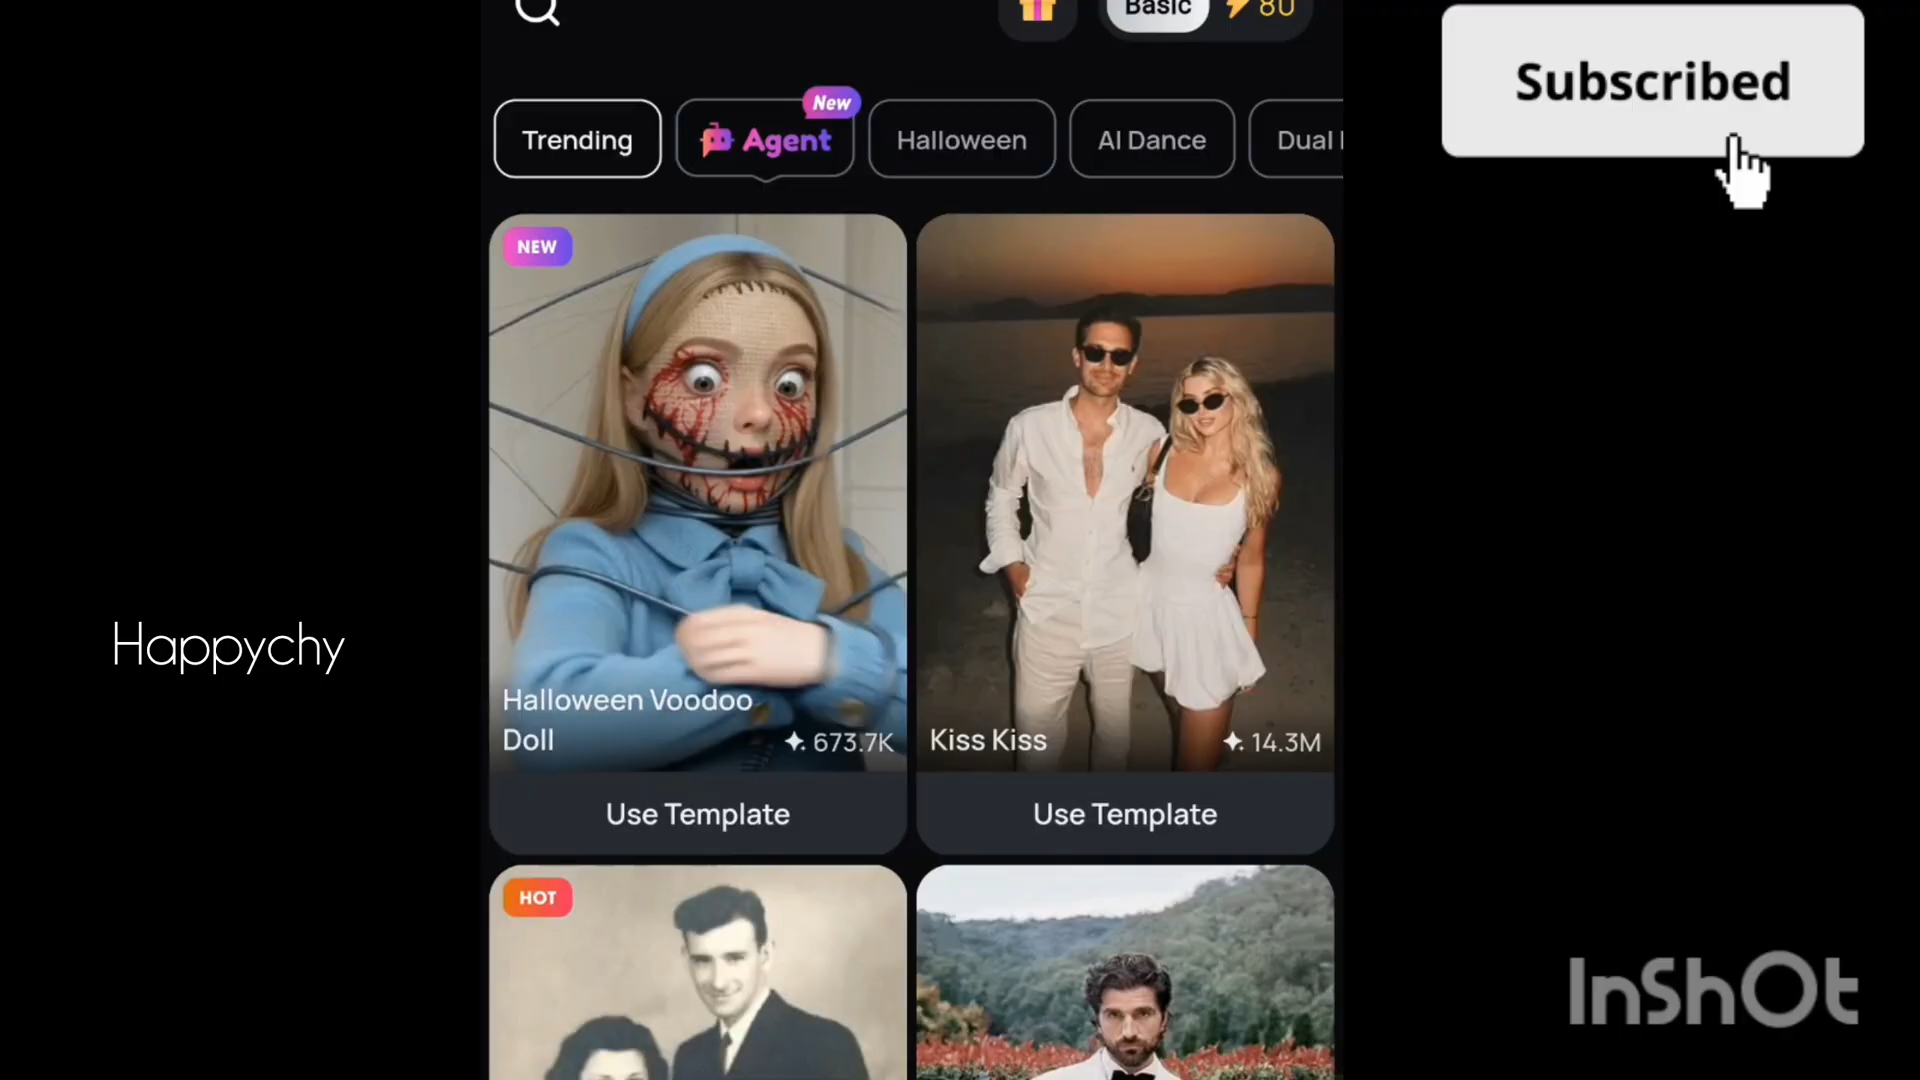 Basic
80
Subscribed
New
Trending
Agent
Halloween
AI Dance
Dual
NEW
Happychy
Halloween Voodoo
Doll
673.7K
Kiss Kiss
14.3M
Use Template
Use Template
HOT
InShOt